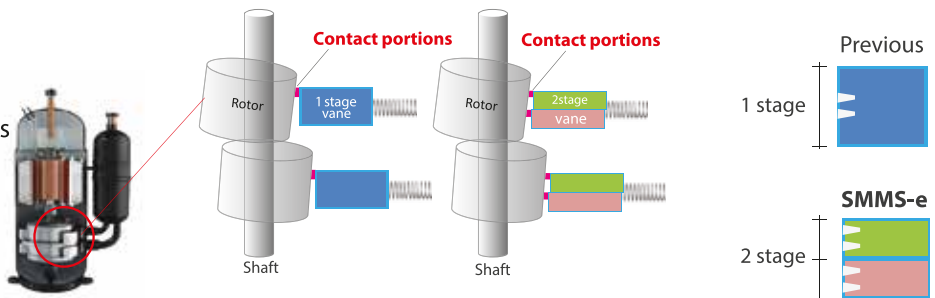 s
Contact portions
Rotor
1 stage
vane
Shaft
Contact portions
Rotor
2stage
vane
Shaft
Previous
1 stage
SMMS-e
2 stage